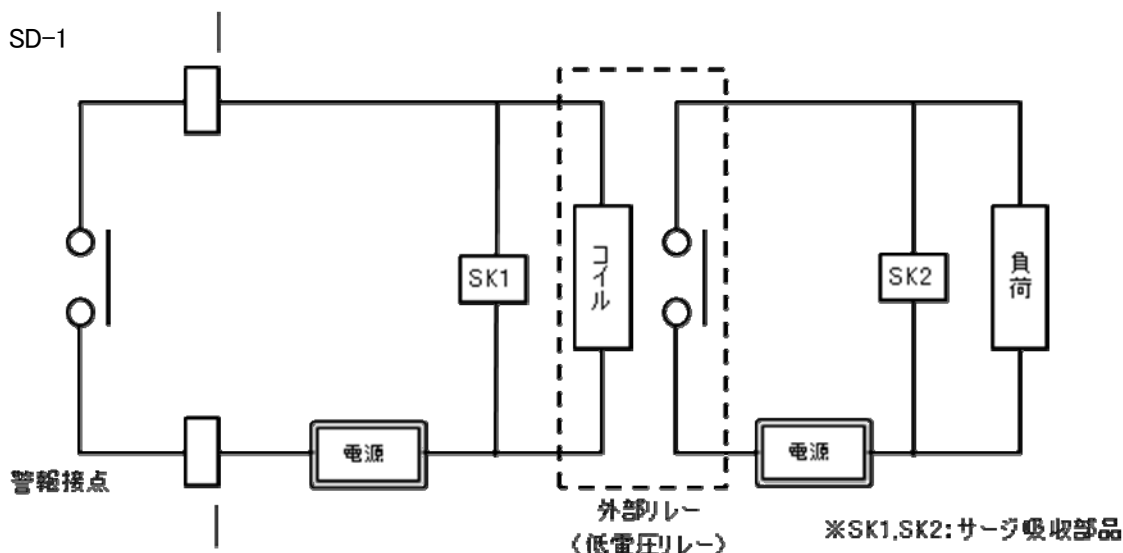 SD-1
SK1
コイル
SK2
負荷
電源
電源
警報接点
外部リレー
（低電圧リレー）
※SK1,SK2:サージ吸収部品